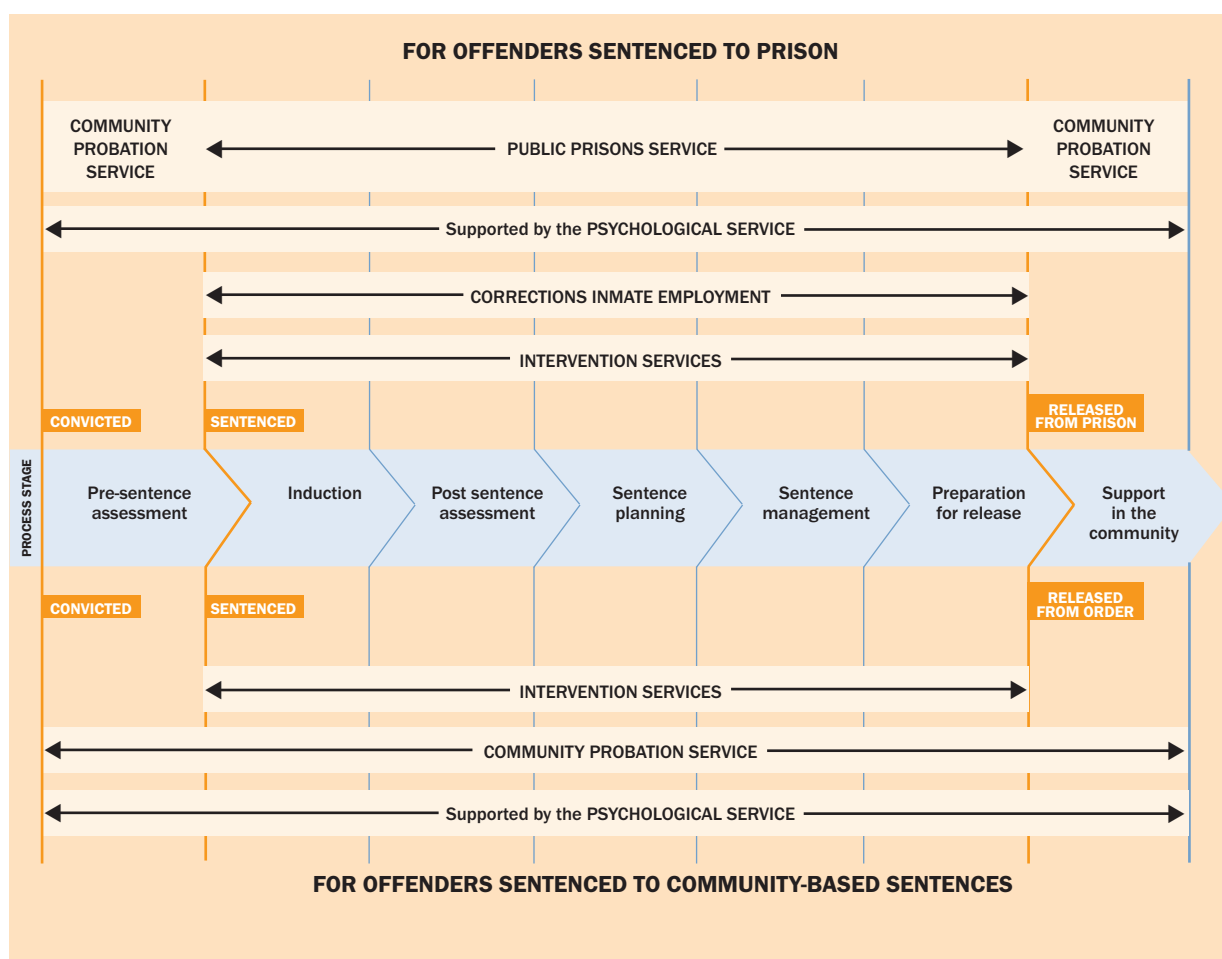 FOR OFFENDERS SENTENCED TO PRISON
COMMUNITY
PROBATION
SERVICE
PUBLIC PRISONS SERVICE
COMMUNITY
PROBATION
SERVICE
Supported by the PSYCHOLOGICAL SERVICE
CORRECTIONS INMATE EMPLOYMENT
INTERVENTION SERVICES
CONVICTED
SENTENCED
RELEASED
FROM PRISON
PROCESS STAGE
Pre-sentence
assessment
Induction
Post sentence
assessment
Sentence
planning
Sentence
management
Preparation
for release
Support
in the
community
CONVICTED
SENTENCED
RELEASED
FROM ORDER
INTERVENTION SERVICES
COMMUNITY PROBATION SERVICE
Supported by the PSYCHOLOGICAL SERVICE
FOR OFFENDERS SENTENCED TO COMMUNITY-BASED SENTENCES